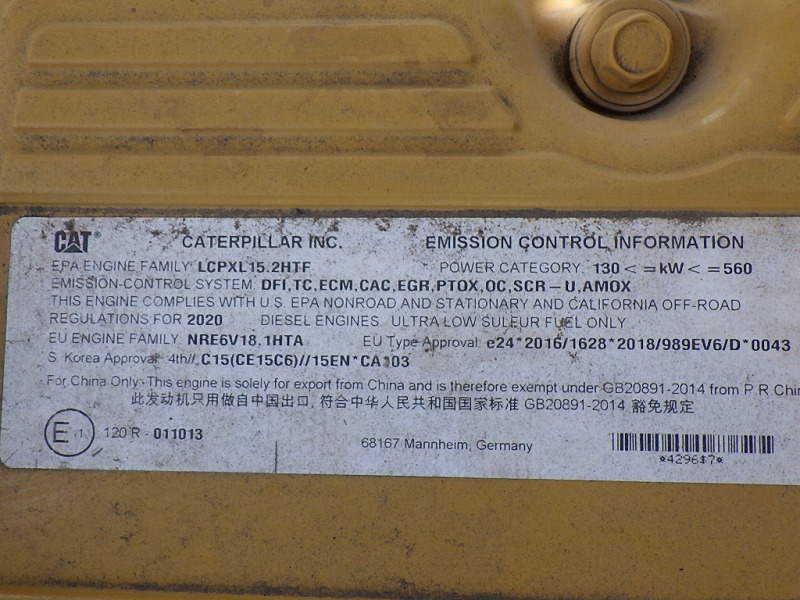 CAT® CATERPILLAR INC. EMISSION CONTROL INFORMATION
EPA ENGINE FAMILY: LCPXL15.2HTF POWER CATEGORY: 130 < =kW < =560
EMISSION-CONTROL SYSTEM: DFI,TC,ECM,CAC,EGR,PTOX,OC,SCR-U,AMOX
THIS ENGINE COMPLIES WITH U.S. EPA NONROAD AND STATIONARY AND CALIFORNIA OFF-ROAD
REGULATIONS FOR 2020 DIESEL ENGINES. ULTRA LOW SULFUR FUEL ONLY
EU ENGINE FAMILY: NRE6V18.1HTA EU Type Approval: e24*2016/1628*2018/989EV6/D*0043
S. Korea Approval: 4th// C15(CE15C6)//15EN*CA103
For China Only: This engine is solely for export from China and is therefore exempt under GB20891-2014 from P.R.
此发动机只用做自中国出口, 符合中华人民共和国国家标准 GB20891-2014 豁免规定
E 120 R - 011013 68167 Mannheim, Germany